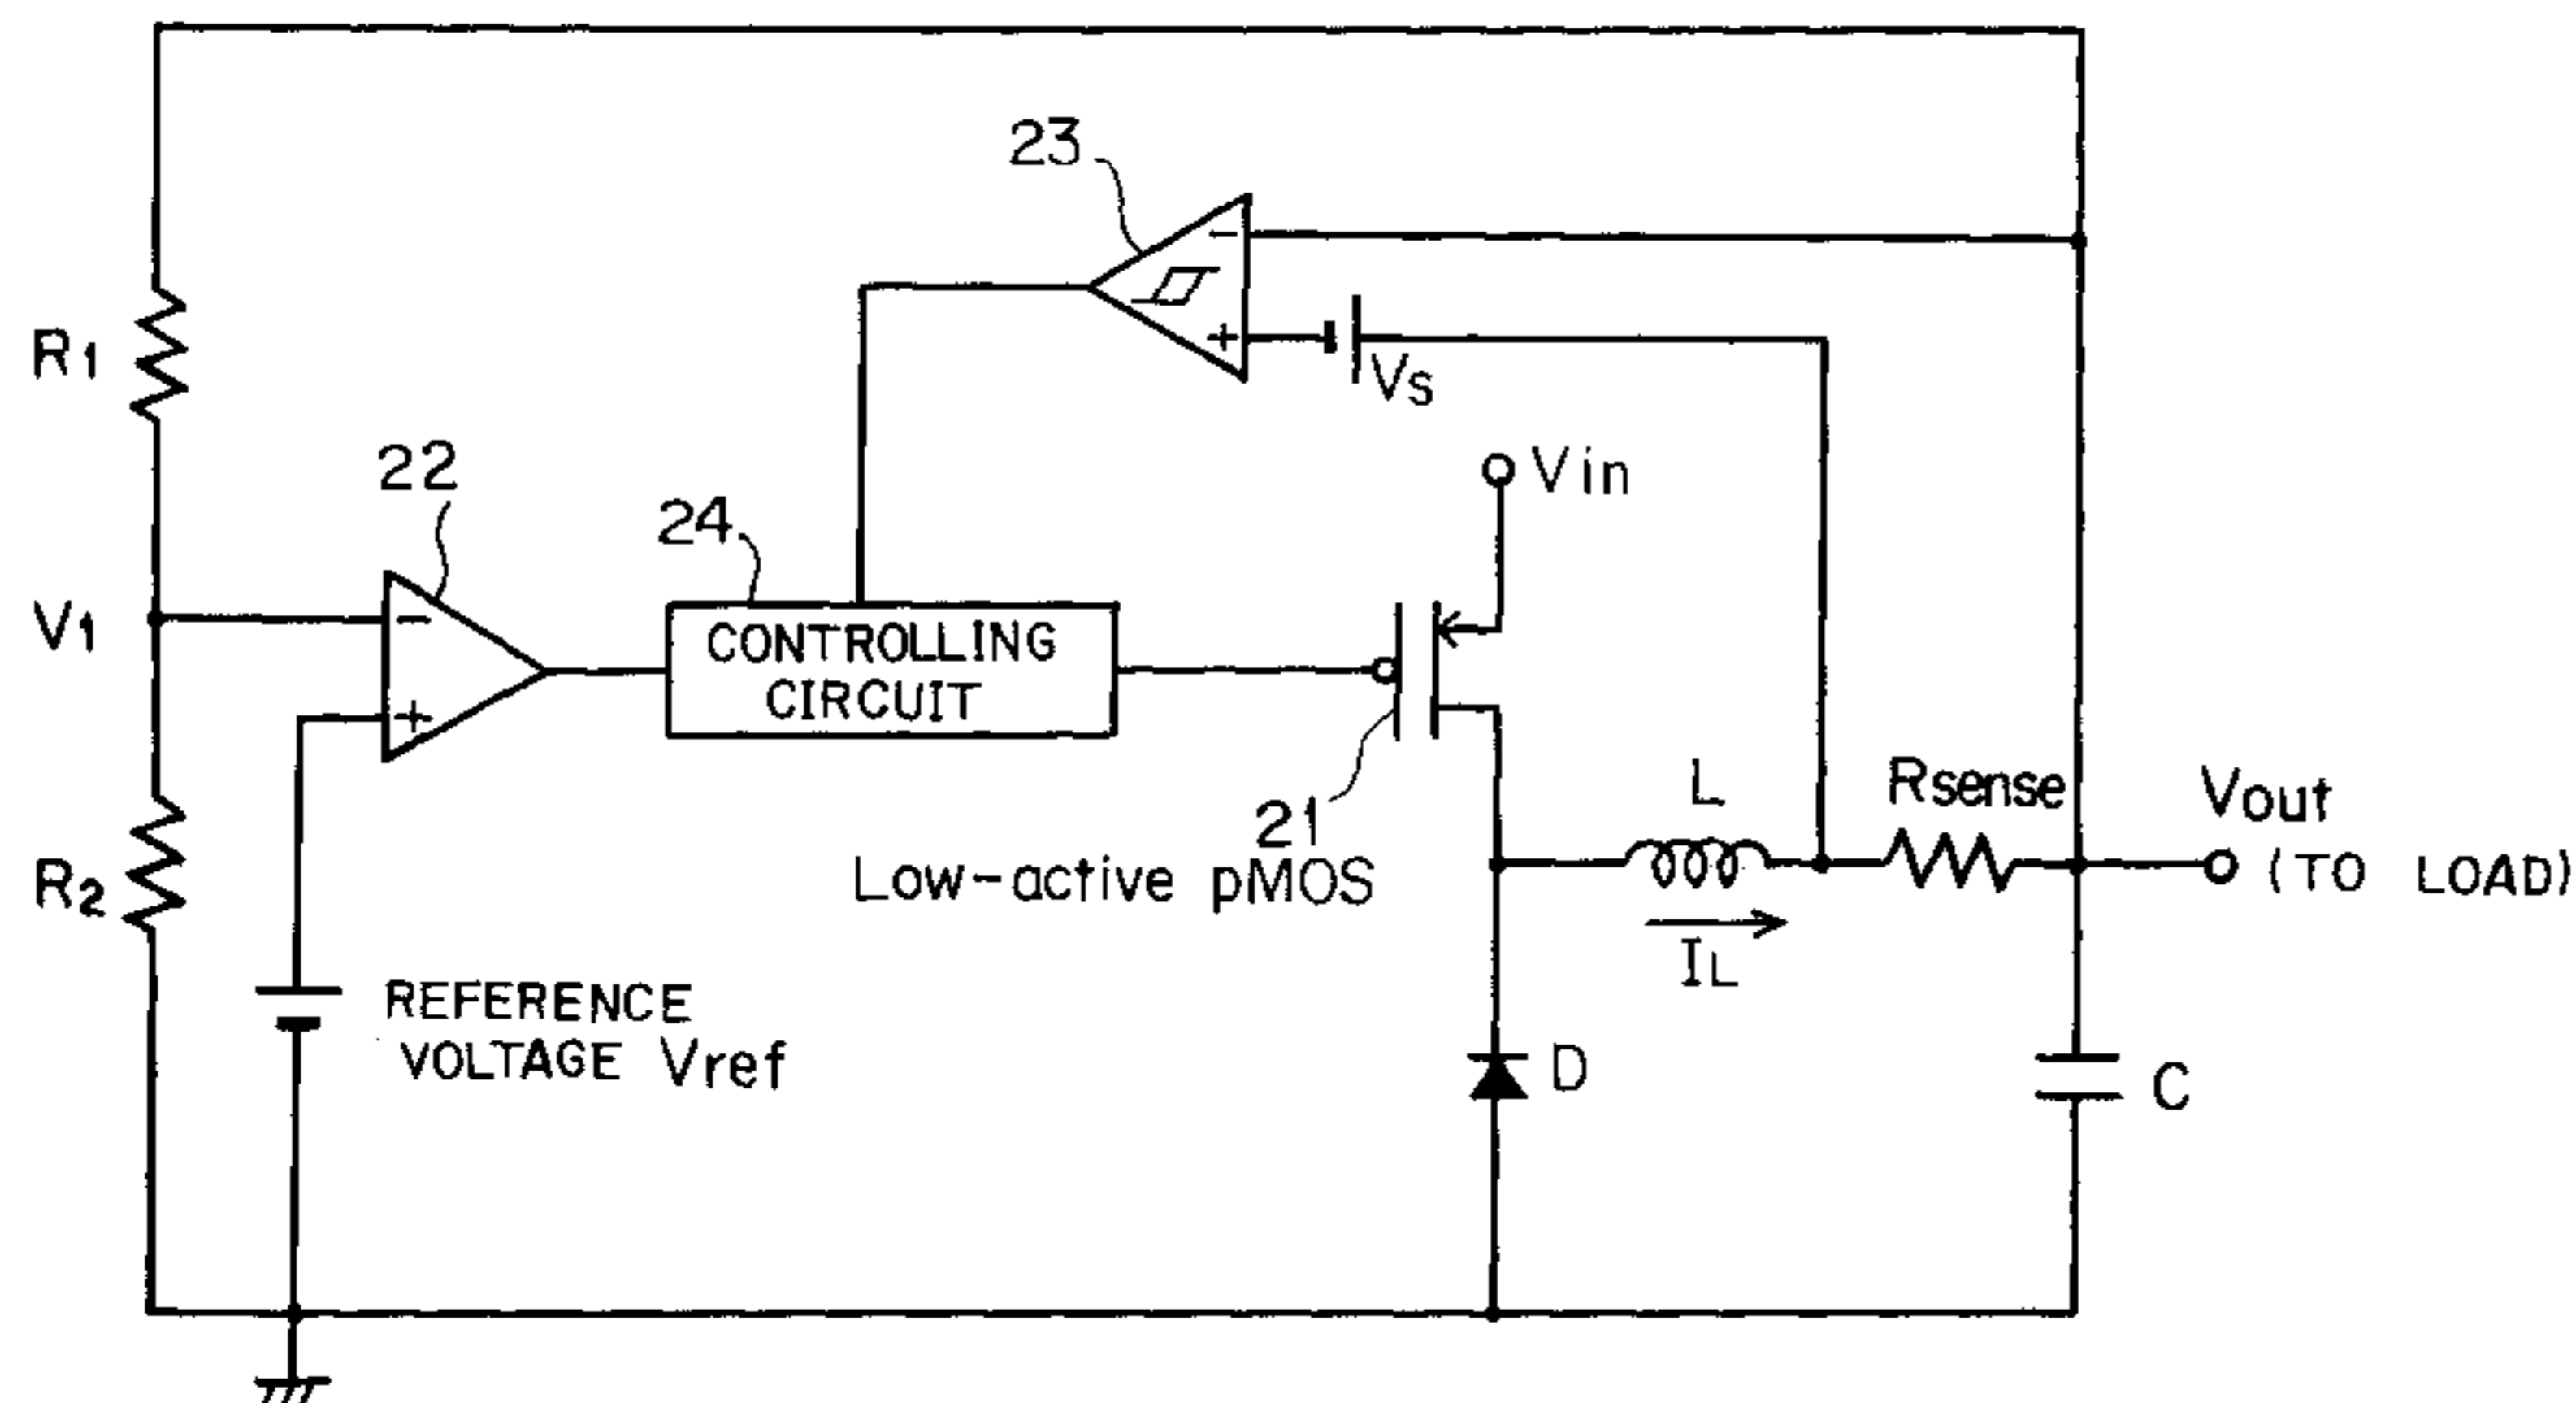 23
−
+
Vs
R1
22
24
Vin
V1
−
+
CONTROLLING
CIRCUIT
21
Low-active pMOS
L
Rsense
Vout
(TO LOAD)
IL
R2
REFERENCE
VOLTAGE Vref
D
C